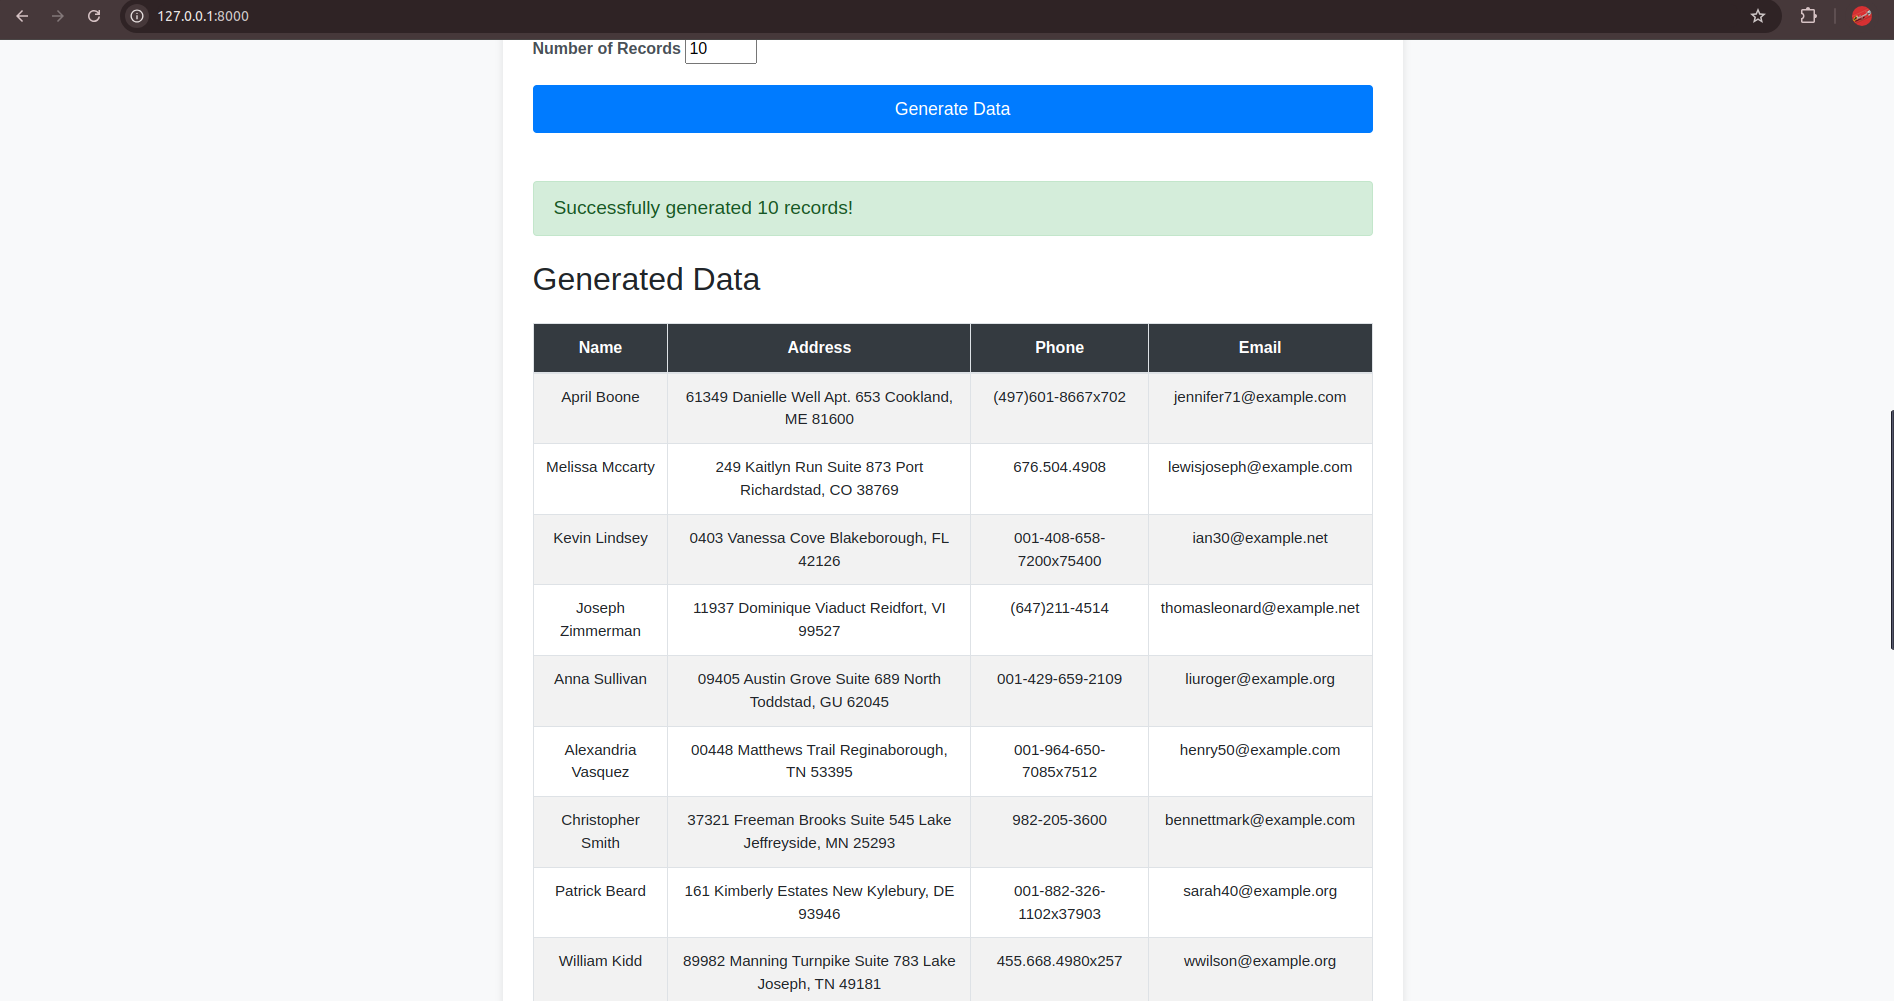 127.0.0.1:8000
Number of Records 10
Generate Data
Successfully generated 10 records!
Generated Data
Name Address Phone Email
April Boone 61349 Danielle Well Apt. 653 Cookland, (497)601-8667x702 jennifer71@example.com
ME 81600
Melissa Mccarty 249 Kaitlyn Run Suite 873 Port 676.504.4908 lewisjoseph@example.com
Richardstad, CO 38769
Kevin Lindsey 0403 Vanessa Cove Blakeborough, FL 001-408-658- ian30@example.net
42126 7200x75400
Joseph 11937 Dominique Viaduct Reidfort, VI (647)211-4514 thomasleonard@example.net
Zimmerman 99527
Anna Sullivan 09405 Austin Grove Suite 689 North 001-429-659-2109 liuroger@example.org
Toddstad, GU 62045
Alexandria 00448 Matthews Trail Reginaborough, 001-964-650- henry50@example.com
Vasquez TN 53395 7085x7512
Christopher 37321 Freeman Brooks Suite 545 Lake 982-205-3600 bennettmark@example.com
Smith Jeffreyside, MN 25293
Patrick Beard 161 Kimberly Estates New Kylebury, DE 001-882-326- sarah40@example.org
93946 1102x37903
William Kidd 89982 Manning Turnpike Suite 783 Lake 455.668.4980x257 wwilson@example.org
Joseph, TN 49181